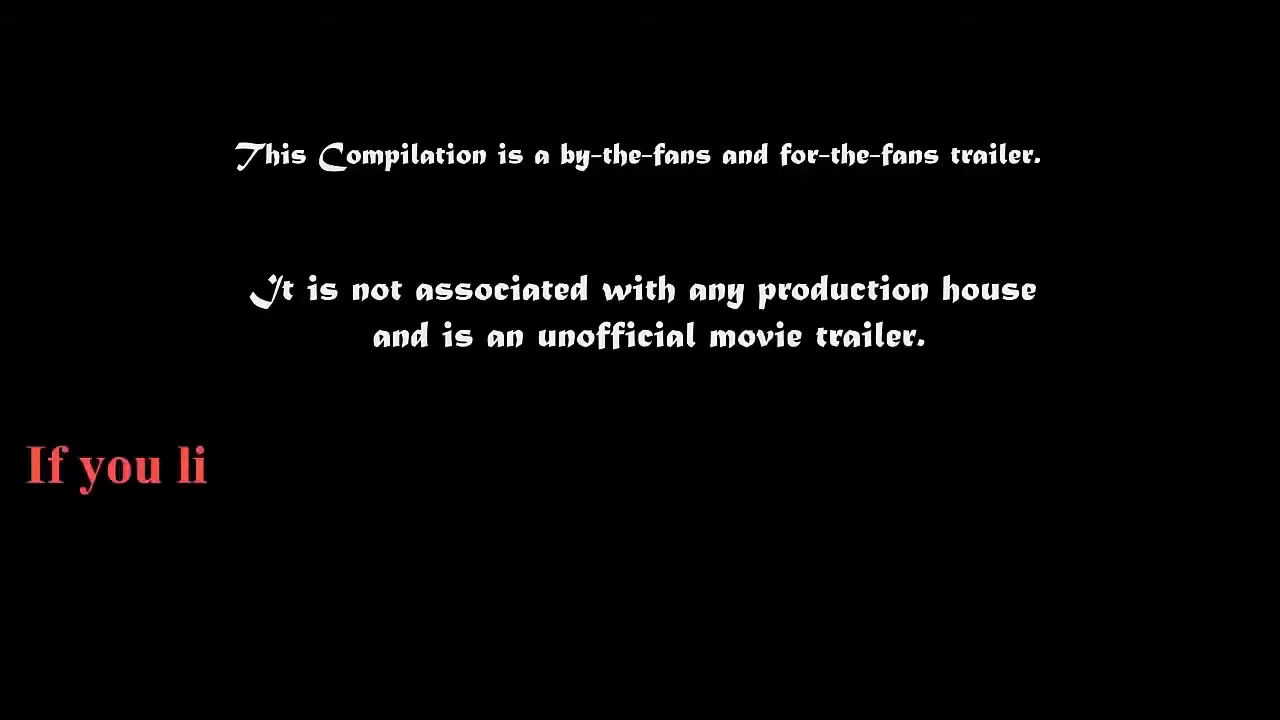 This Compilation is a by-the-fans and for-the-fans trailer.
It is not associated with any production house
and is an unofficial movie trailer.
If you li